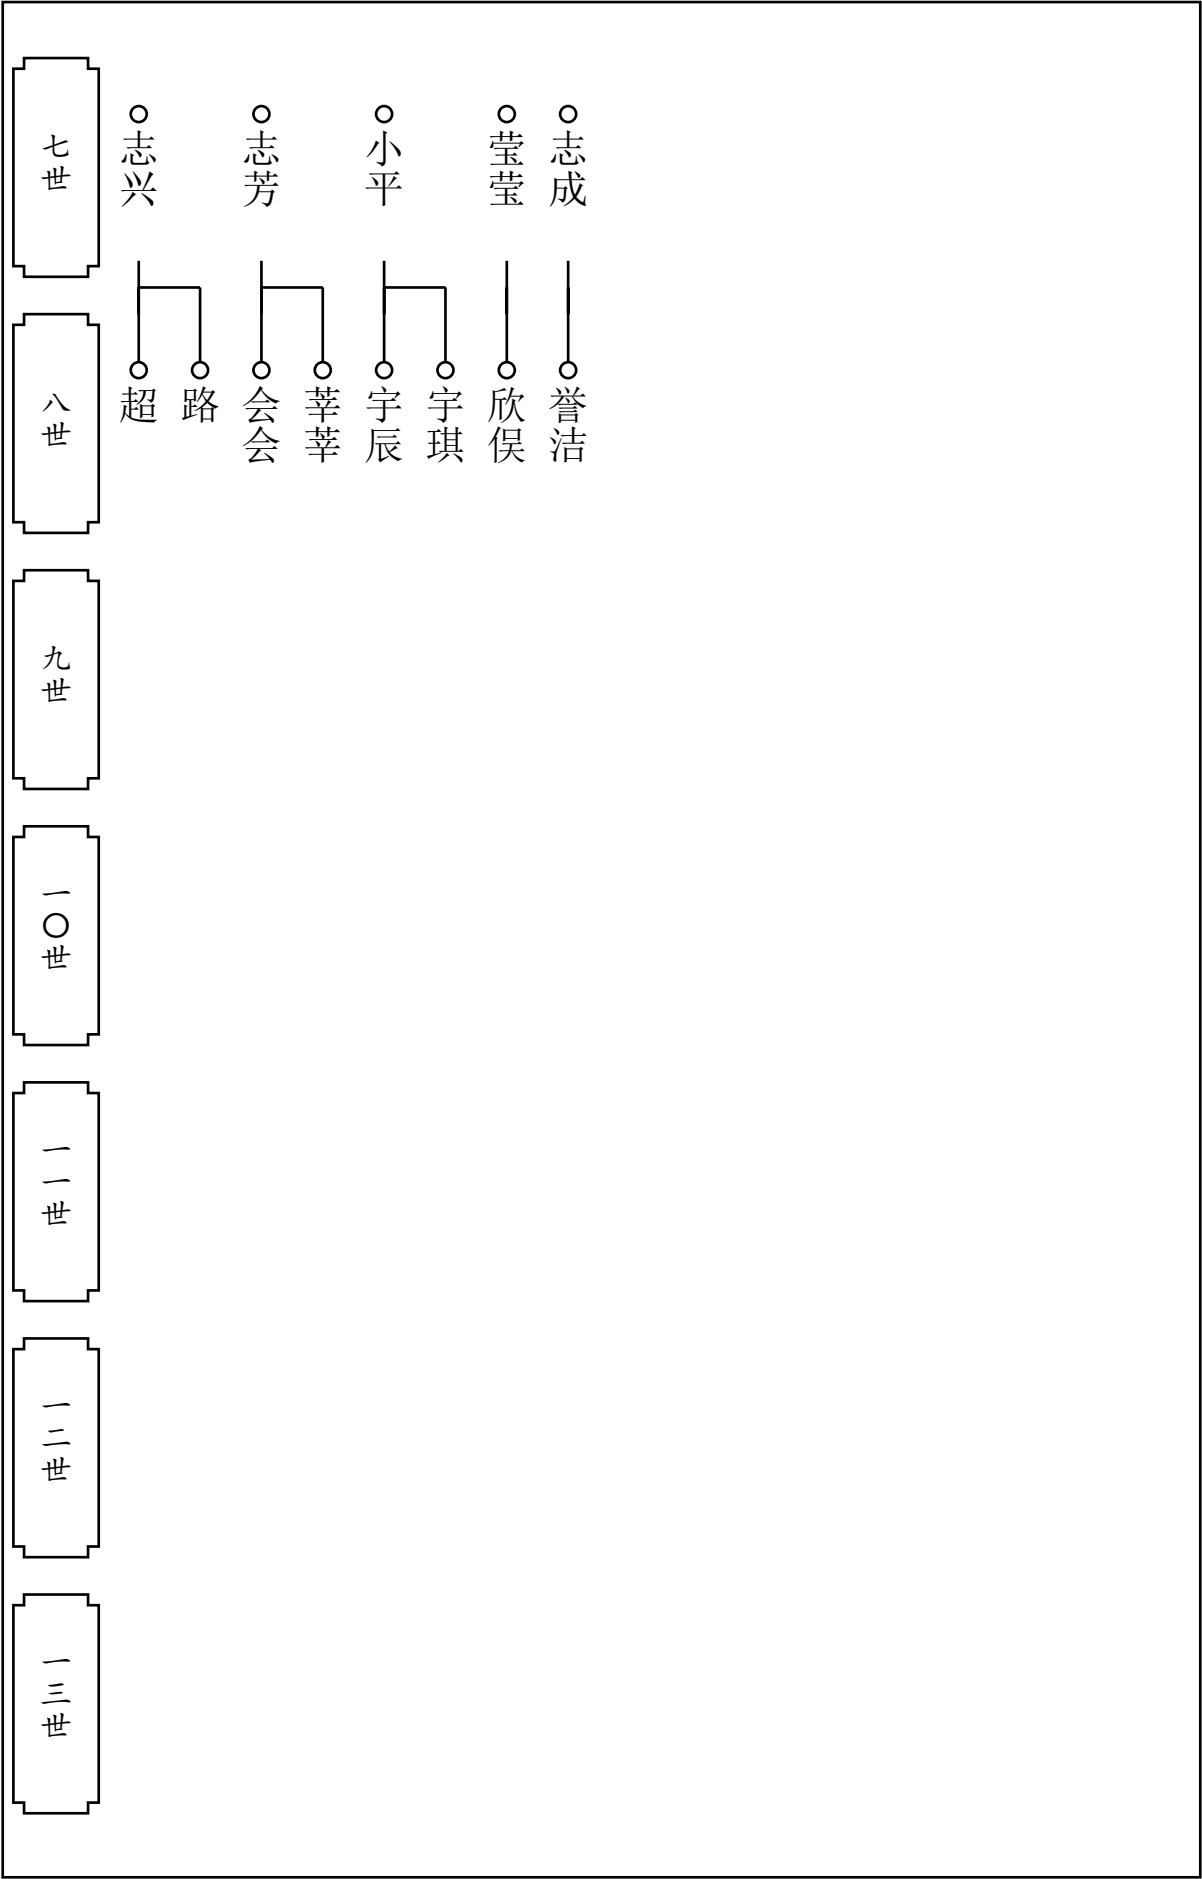 七世
志兴
志芳
小平
莹莹
志成
八世
超
路
会会
莘莘
宇辰
宇琪
欣俣
誉洁
九世
一〇世
一一世
一二世
一三世